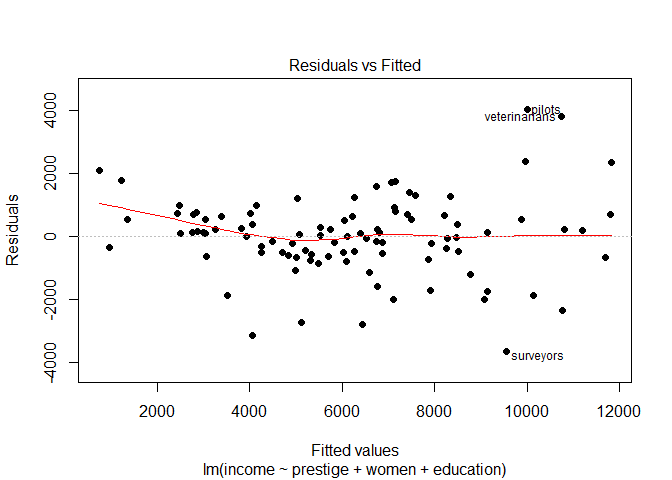 Residuals vs Fitted
4000
2000
0
-2000
-4000
Residuals
pilots
veterinarians
surveyors
2000
4000
6000
8000
10000
12000
Fitted values
lm(income ~ prestige + women + education)